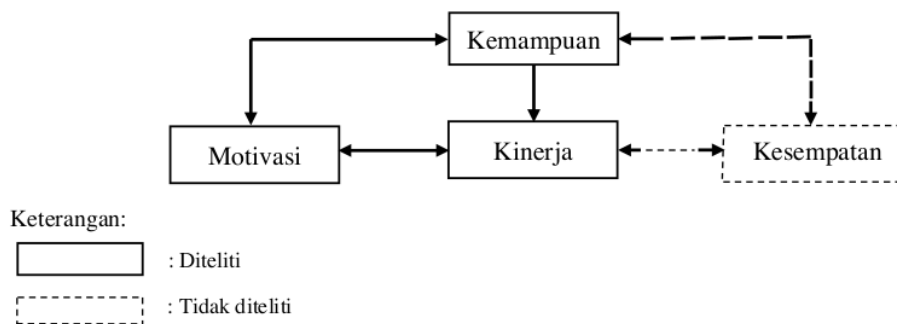 Kemampuan
Motivasi
Kinerja
Kesempatan
Keterangan:
: Diteliti
: Tidak diteliti